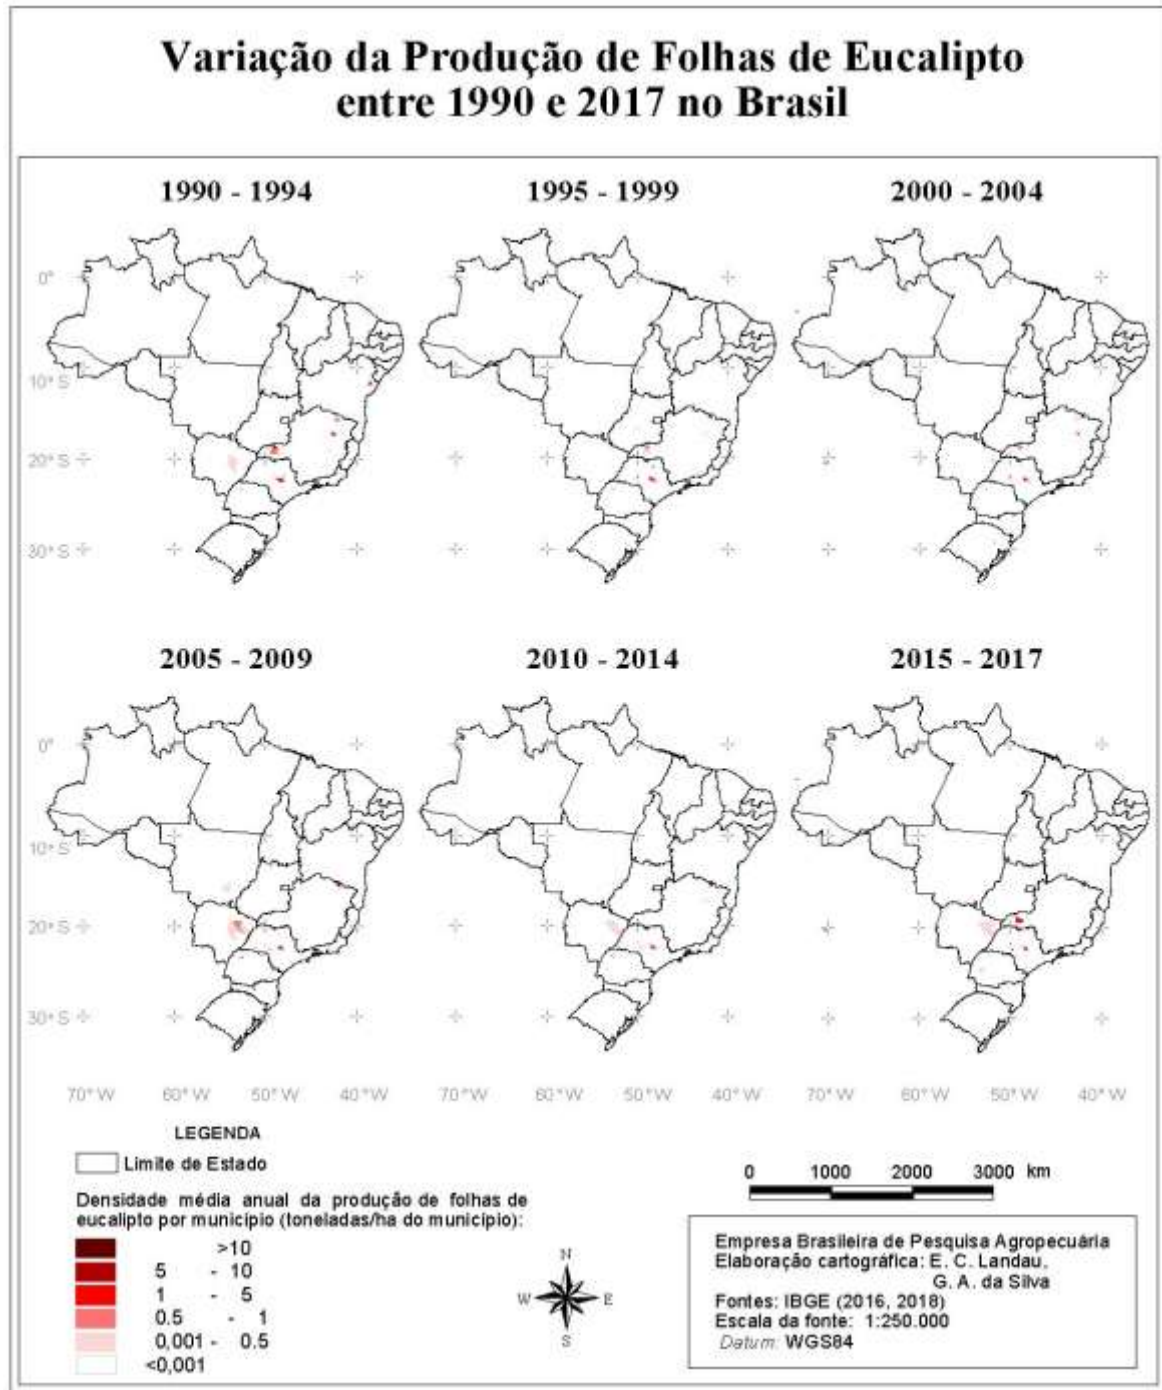 Variação da Produção de Folhas de Eucalipto
entre 1990 e 2017 no Brasil
1990 - 1994
1995 - 1999
2000 - 2004
0°
10° S
20° S
30° S
2005 - 2009
2010 - 2014
2015 - 2017
0°
10° S
20° S
30° S
70° W 60° W 50° W 40° W 70° W 60° W 50° W 40° W 70° W 60° W 50° W 40° W
LEGENDA
Limite de Estado
Densidade média anual da produção de folhas de
eucalipto por município (toneladas/ha do município):
>10
5 - 10
1 - 5
0.5 - 1
0,001 - 0.5
<0,001
N
W E
S
0 1000 2000 3000 km
Empresa Brasileira de Pesquisa Agropecuária
Elaboração cartográfica: E. C. Landau,
G. A. da Silva
Fontes: IBGE (2016, 2018)
Escala da fonte: 1:250.000
Datum: WGS84